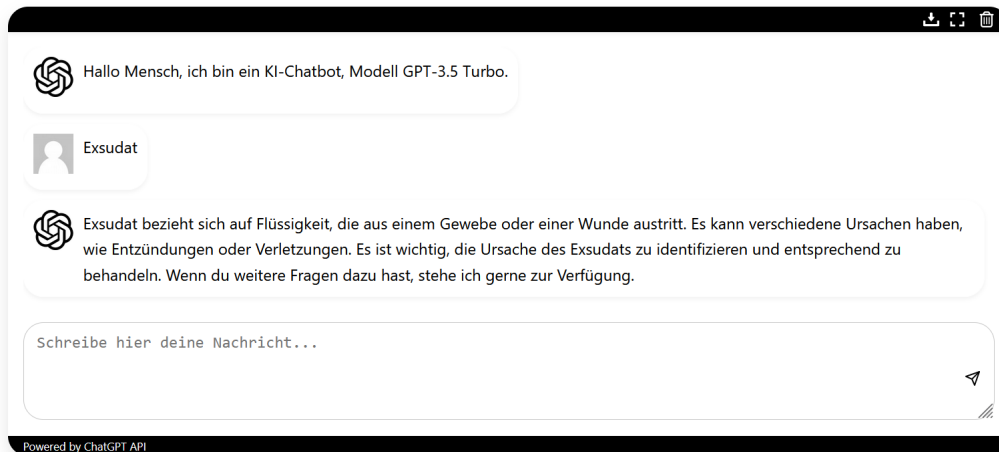 Hallo Mensch, ich bin ein KI-Chatbot, Modell GPT-3.5 Turbo.
Exsudat
Exsudat bezieht sich auf Flüssigkeit, die aus einem Gewebe oder einer Wunde austritt. Es kann verschiedene Ursachen haben,
wie Entzündungen oder Verletzungen. Es ist wichtig, die Ursache des Exsudats zu identifizieren und entsprechend zu
behandeln. Wenn du weitere Fragen dazu hast, stehe ich gerne zur Verfügung.
Schreibe hier deine Nachricht...
Powered by ChatGPT API